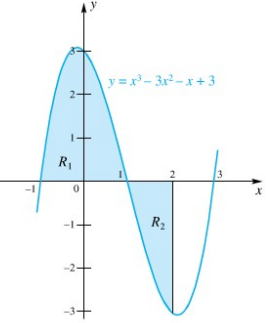 y
3
y = x³ – 3x² – x + 3
2
1
R₁
–1
0
1
2
3
x
–1
R₂
–2
–3